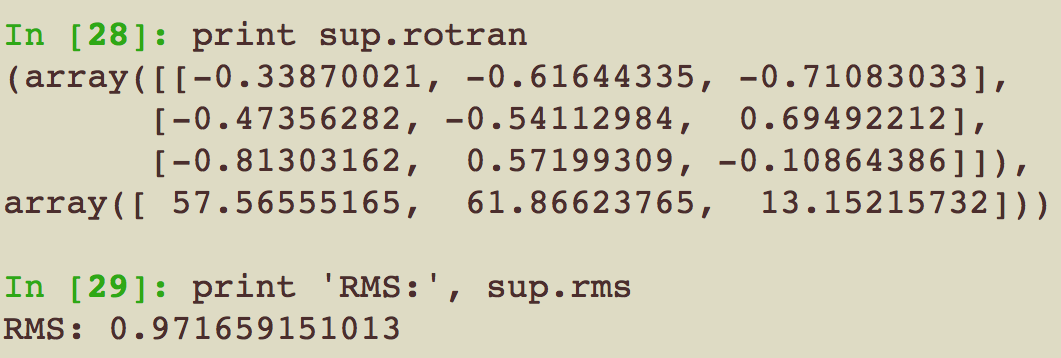 In [28]: print sup.rotran
(array([[-0.33870021, -0.61644335, -0.71083033],
       [-0.47356282, -0.54112984,  0.69492212],
       [-0.81303162,  0.57199309, -0.10864386]]),
array([ 57.56555165,  61.86623765,  13.15215732]))
In [29]: print 'RMS:', sup.rms
RMS: 0.971659151013